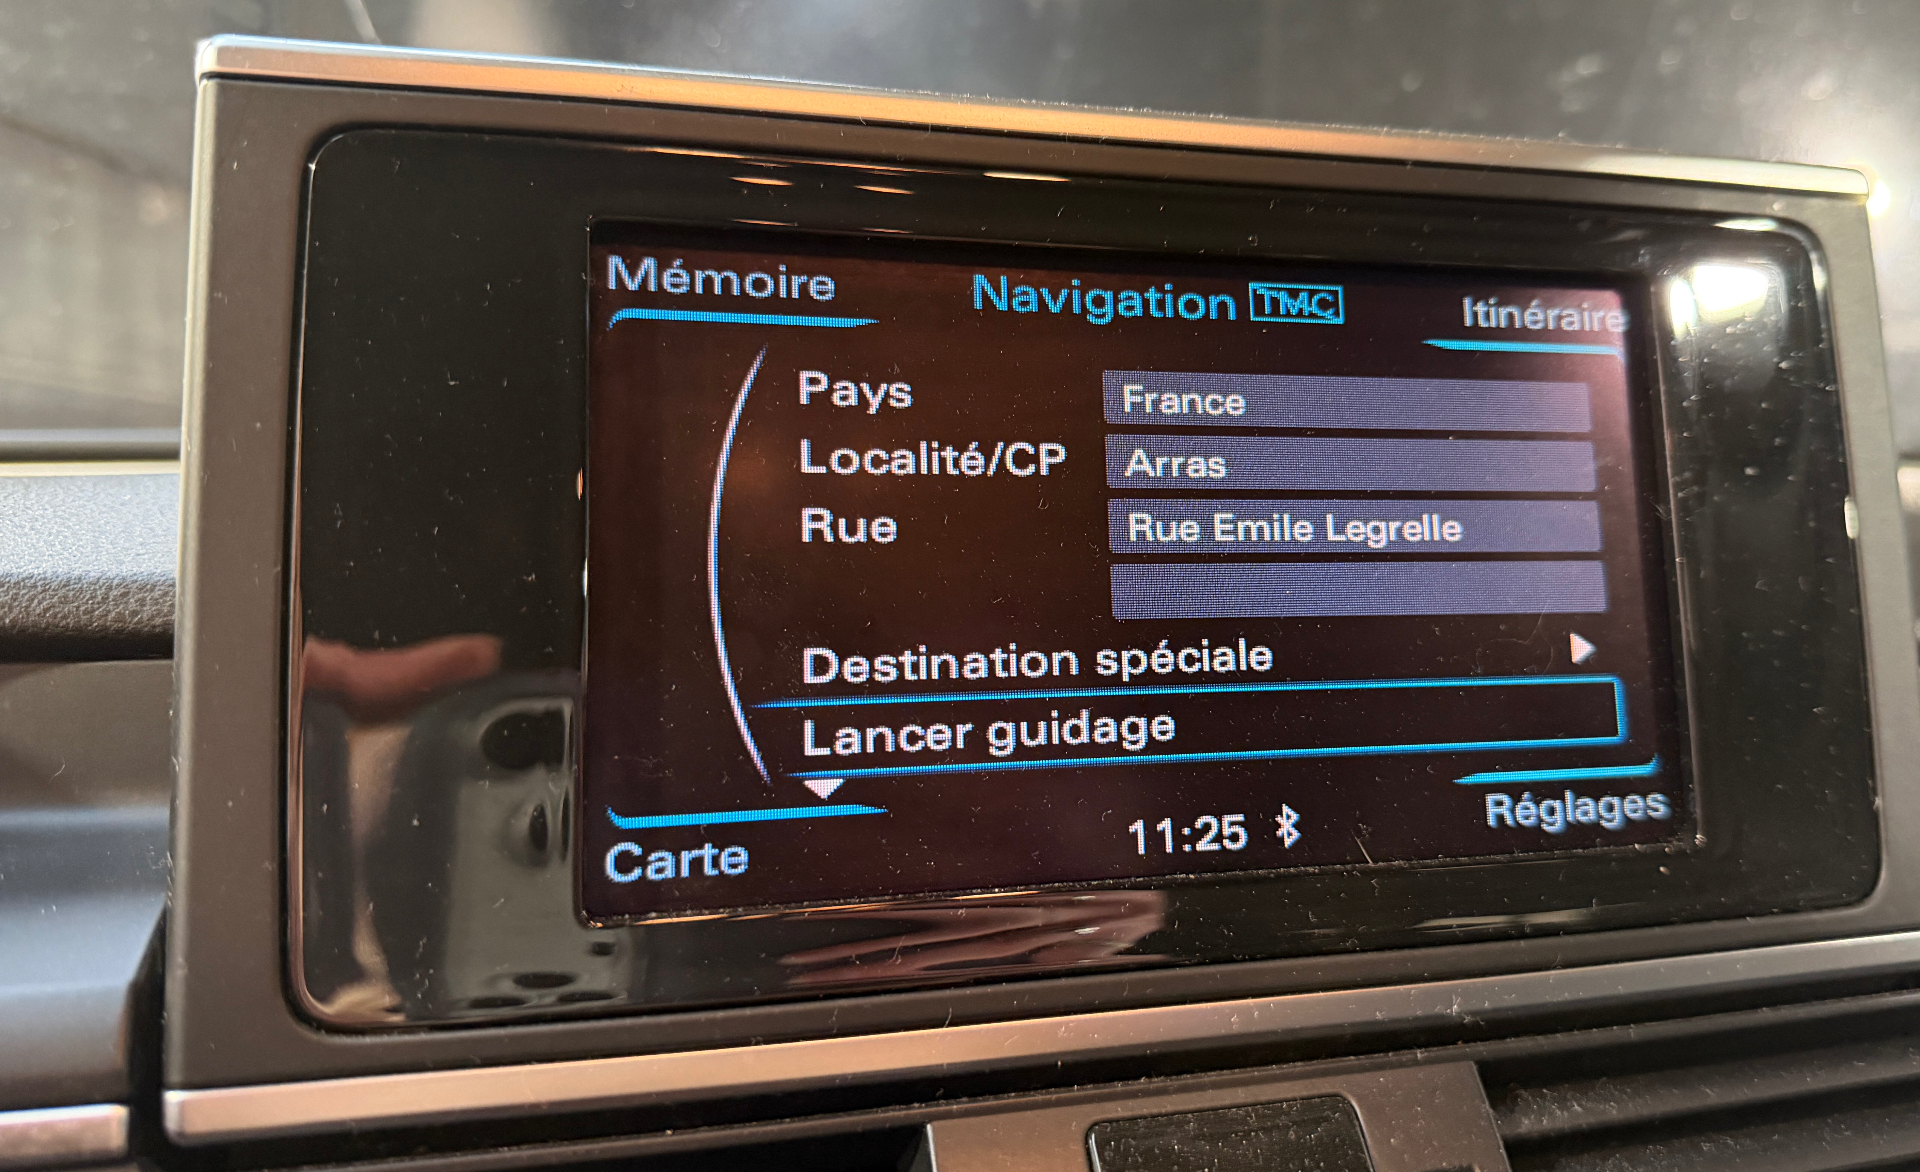 Mémoire
Navigation TMC
Itinéraire
Pays France
Localité/CP Arras
Rue Rue Emile Legrelle
Destination spéciale
Lancer guidage
Carte
11:25
Réglages